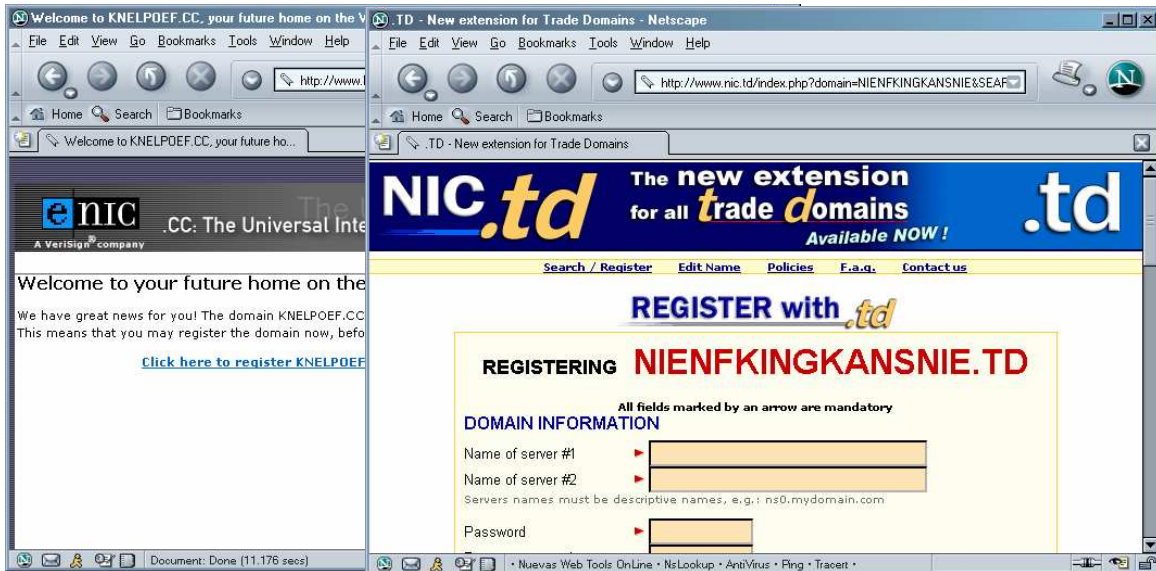 Welcome to KNELPOEF.CC, your future home on the
File Edit View Go Bookmarks Tools Window Help
http://www.
Home Search Bookmarks
Welcome to KNELPOEF.CC, your future ho...
enic
A VeriSign® company
.CC: The Universal Inte
Welcome to your future home on the
We have great news for you! The domain KNELPOEF.CC
This means that you may register the domain now, befo
Click here to register KNELPOEF
Document: Done (11.176 secs)
.TD - New extension for Trade Domains - Netscape
File Edit View Go Bookmarks Tools Window Help
http://www.nic.td/index.php?domain=NIENFKINGKANSNIE&SEAR
N
Home Search Bookmarks
.TD - New extension for Trade Domains
NIC.td
The new extension
for all trade domains
Available NOW !
.td
Search / Register Edit Name Policies F.a.q. Contact us
REGISTER with .td
REGISTERING NIENFKINGKANSNIE.TD
All fields marked by an arrow are mandatory
DOMAIN INFORMATION
Name of server #1
Name of server #2
Servers names must be descriptive names, e.g.: ns0.mydomain.com
Password
• Nuevas Web Tools OnLine • NsLookup • AntiVirus • Ping • Tracert •